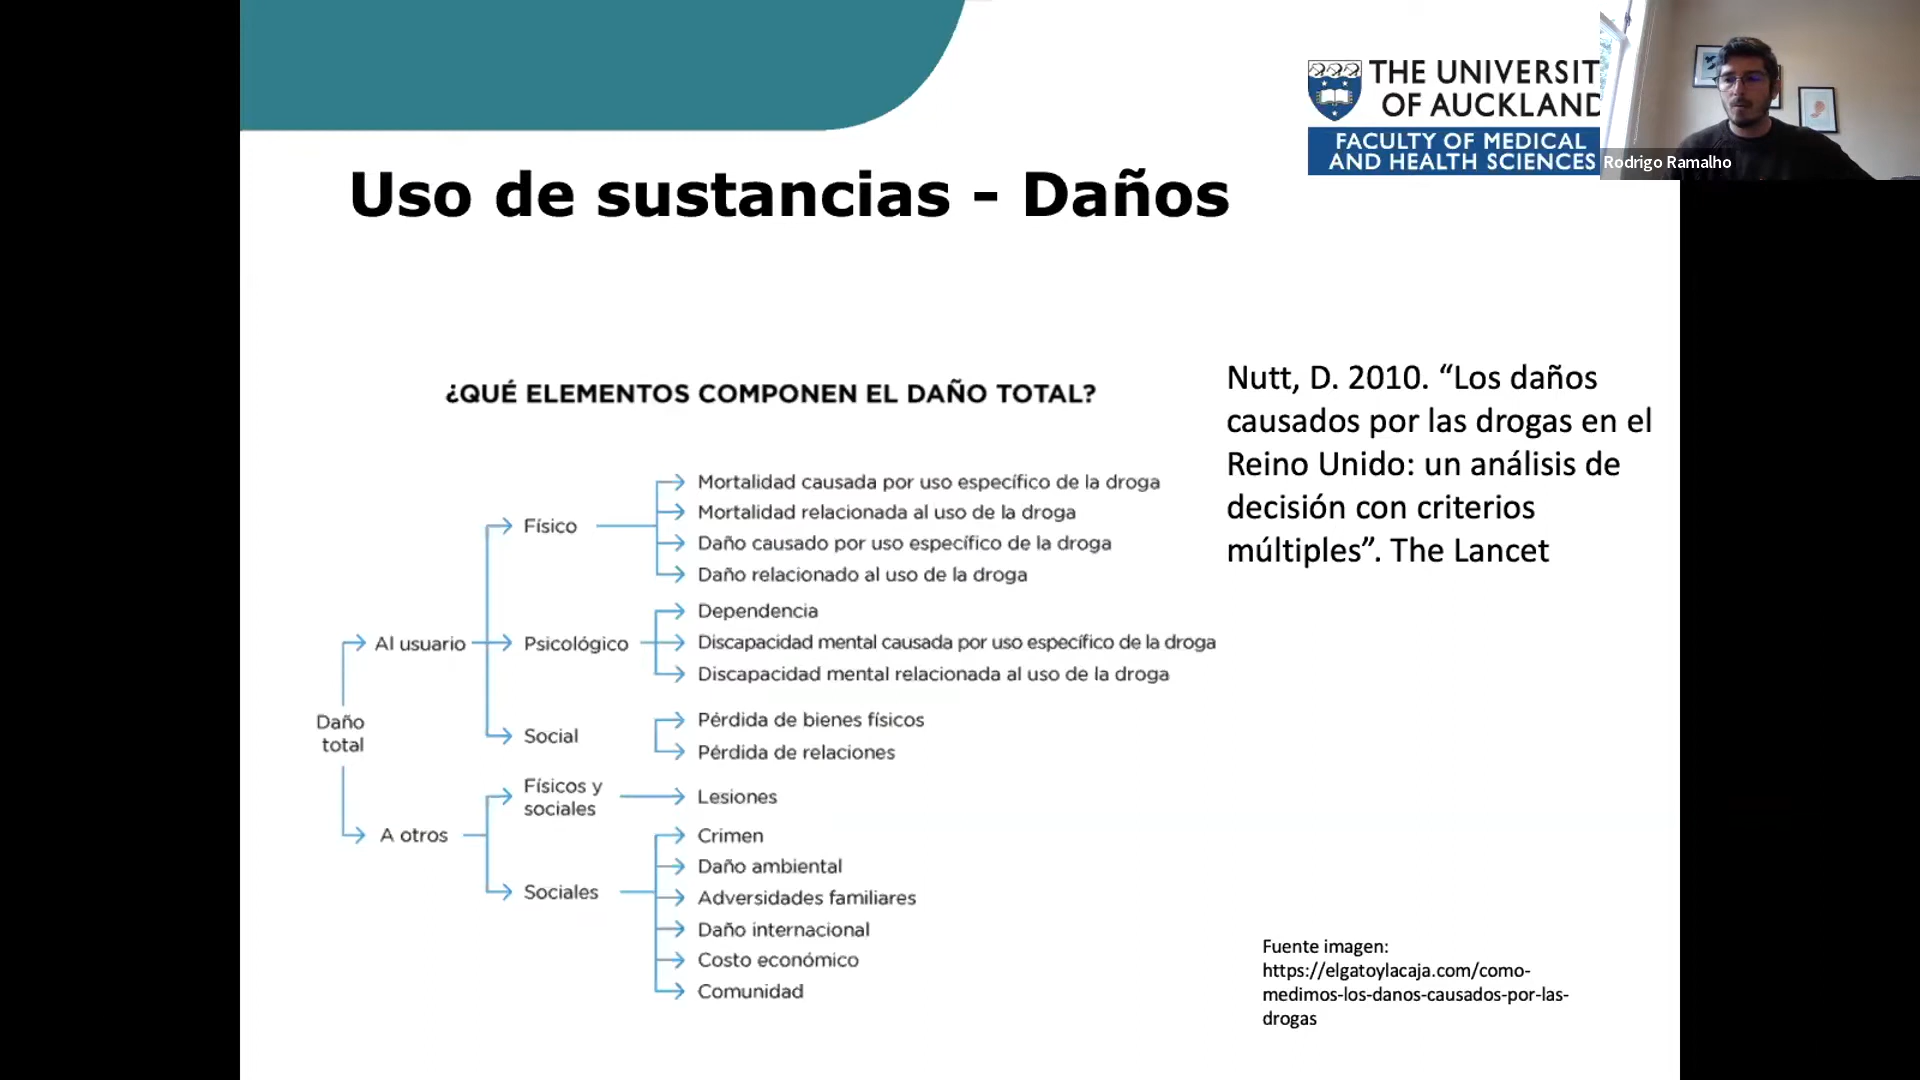 THE UNIVERSIT
OF AUCKLAND
FACULTY OF MEDICAL
AND HEALTH SCIENCES
Rodrigo Ramalho
Uso de sustancias - Daños
¿QUÉ ELEMENTOS COMPONEN EL DAÑO TOTAL?
Daño
total
Al usuario
Físico
Mortalidad causada por uso específico de la droga
Mortalidad relacionada al uso de la droga
Daño causado por uso específico de la droga
Daño relacionado al uso de la droga
Psicológico
Dependencia
Discapacidad mental causada por uso específico de la droga
Discapacidad mental relacionada al uso de la droga
Social
Pérdida de bienes físicos
Pérdida de relaciones
A otros
Físicos y
sociales
Lesiones
Sociales
Crimen
Daño ambiental
Adversidades familiares
Daño internacional
Costo económico
Comunidad
Nutt, D. 2010. “Los daños
causados por las drogas en el
Reino Unido: un análisis de
decisión con criterios
múltiples”. The Lancet
Fuente imagen:
https://elgatoylacaja.com/como-
medimos-los-danos-causados-por-las-
drogas